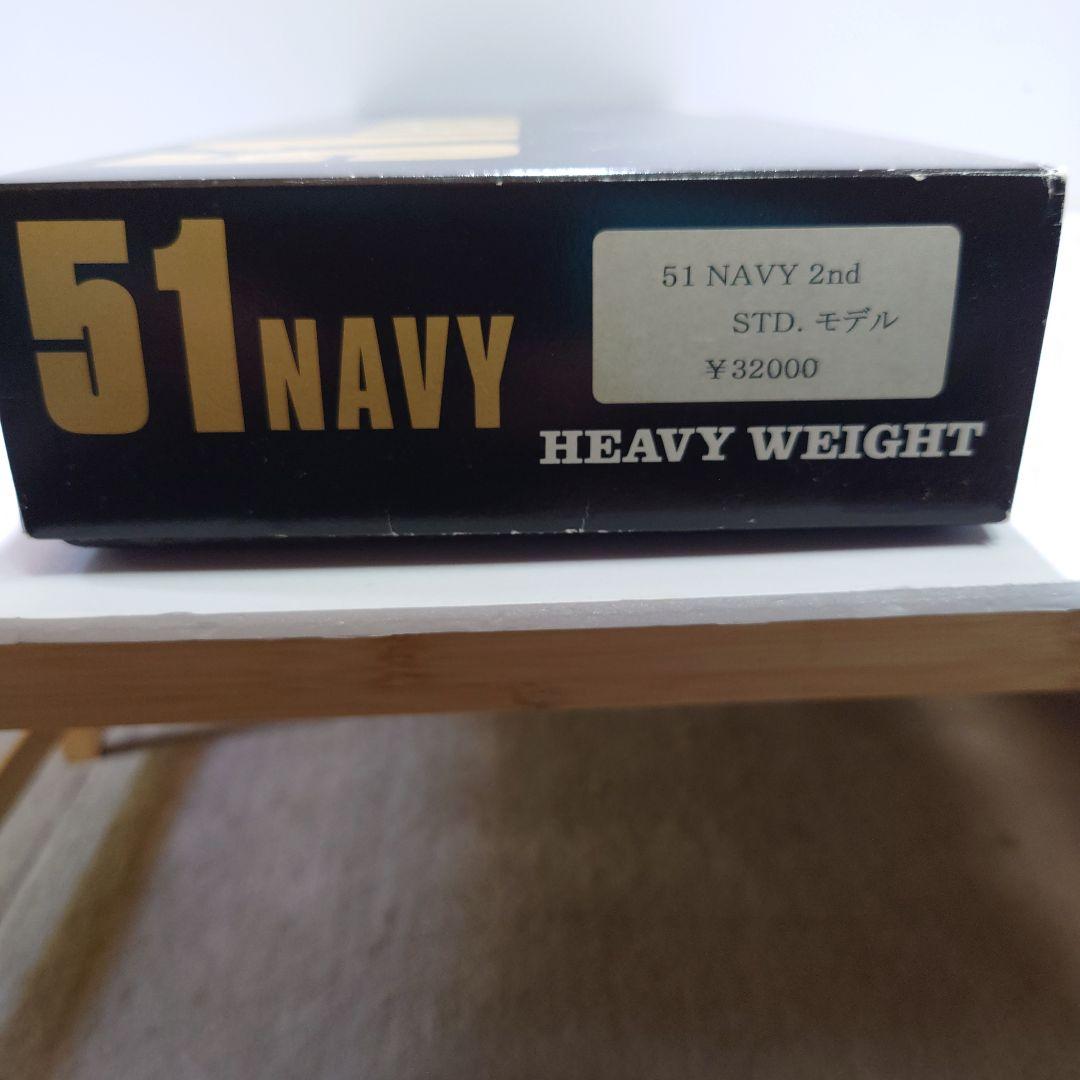 51 NAVY
51 NAVY 2nd
STD. モデル
￥32000
HEAVY WEIGHT